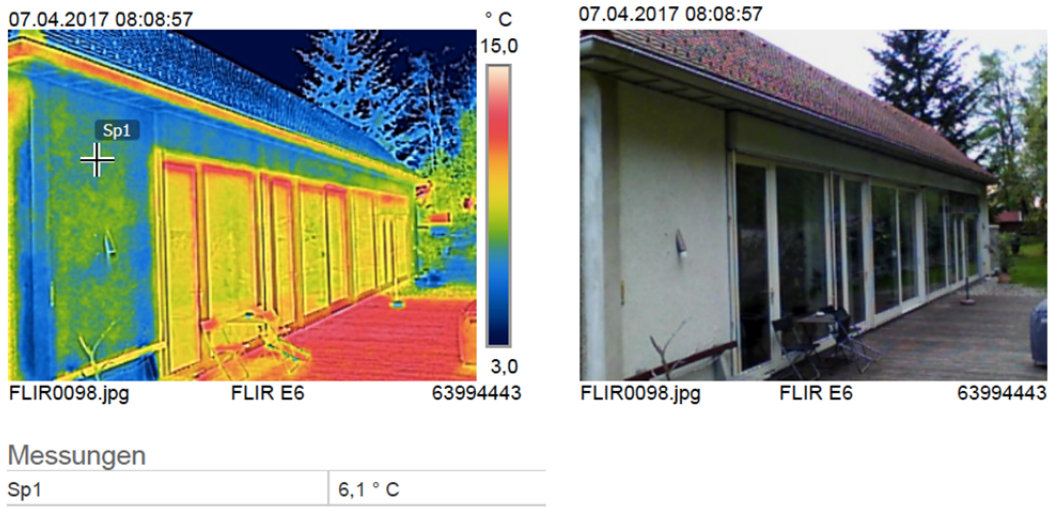 07.04.2017 08:08:57
° C
15,0
Sp1
3,0
FLIR0098.jpg FLIR E6 63994443
07.04.2017 08:08:57
FLIR0098.jpg FLIR E6 63994443
Messungen
Sp1 6,1 ° C